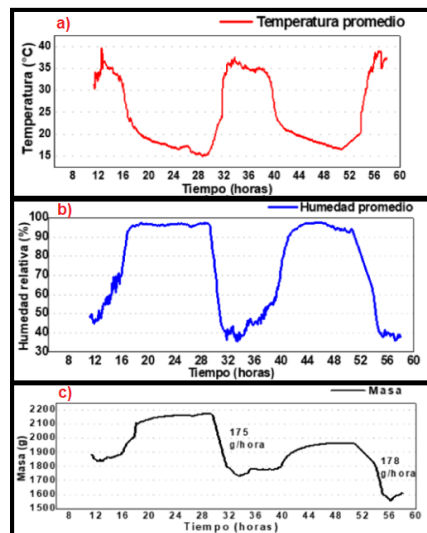 a)
Temperatura promedio
Temperatura (°C)
40
35
30
25
20
15
8 12 16 20 24 28 32 36 40 44 48 52 56 60
Tiempo (horas)
b)
Humedad promedio
Humedad relativa (%)
100
90
80
70
60
50
40
30
8 12 16 20 24 28 32 36 40 44 48 52 56 60
Tiempo (horas)
c)
Masa
Masa (g)
2200
2100
2000
1900
1800
1700
1600
1500
175
g/hora
178
g/hora
8 12 16 20 24 28 32 36 40 44 48 52 56 60
Tiempo (horas)